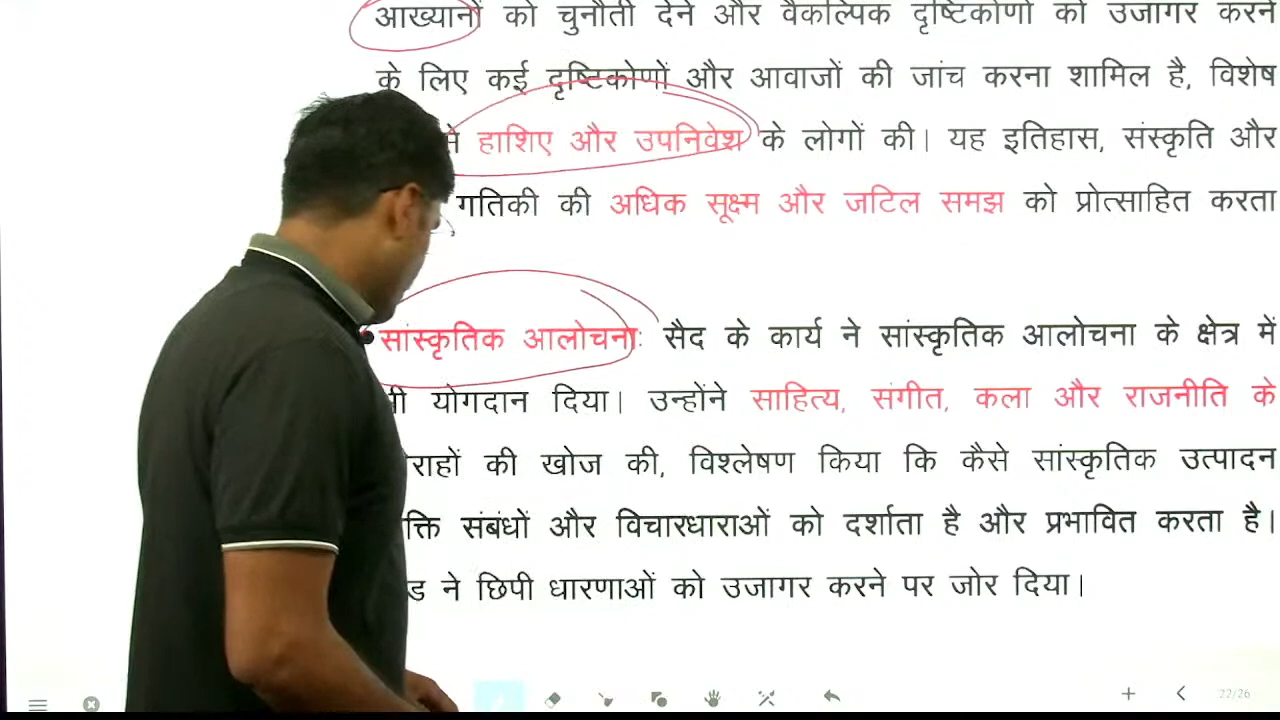 आख्यानों को चुनौती देने और वैकल्पिक दृष्टिकोणों को उजागर करने
के लिए कई दृष्टिकोणों और आवाजों की जांच करना शामिल है, विशेष
से हाशिए और उपनिवेश के लोगों की। यह इतिहास, संस्कृति और
गतिकी की अधिक सूक्ष्म और जटिल समझ को प्रोत्साहित करता
सांस्कृतिक आलोचनाः सैद के कार्य ने सांस्कृतिक आलोचना के क्षेत्र में
योगदान दिया। उन्होंने साहित्य, संगीत, कला और राजनीति के
की खोज की, विश्लेषण किया कि कैसे सांस्कृतिक उत्पादन
संबंधों और विचारधाराओं को दर्शाता है और प्रभावित करता है।
ने छिपी धारणाओं को उजागर करने पर जोर दिया।
22/26